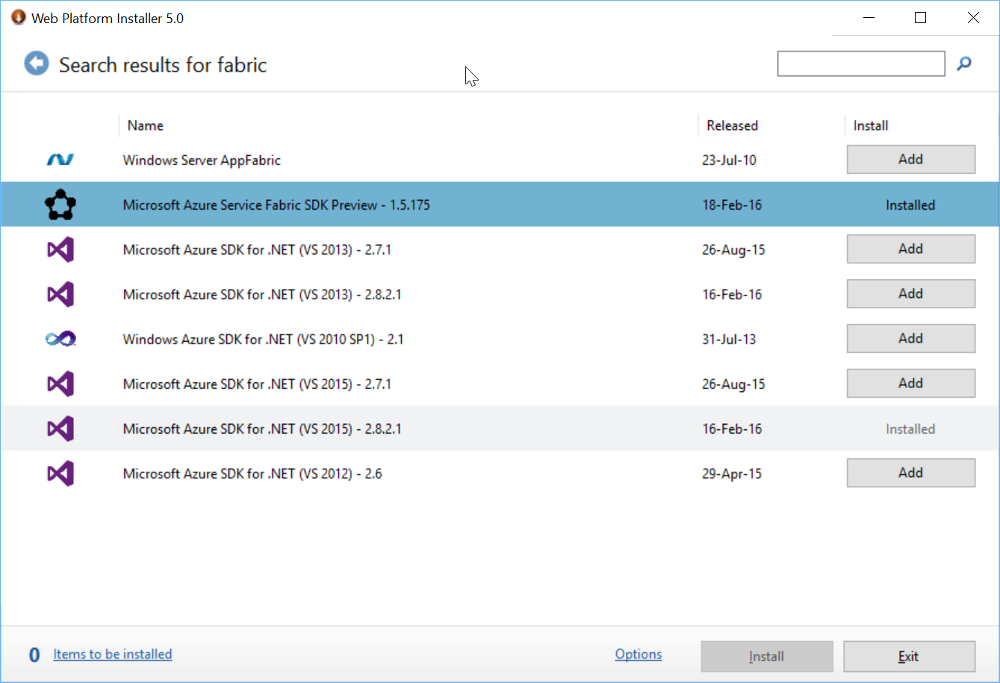 Web Platform Installer 5.0
Search results for fabric
Name Released Install
Windows Server AppFabric 23-Jul-10 Add
Microsoft Azure Service Fabric SDK Preview - 1.5.175 18-Feb-16 Installed
Microsoft Azure SDK for .NET (VS 2013) - 2.7.1 26-Aug-15 Add
Microsoft Azure SDK for .NET (VS 2013) - 2.8.2.1 16-Feb-16 Add
Windows Azure SDK for .NET (VS 2010 SP1) - 2.1 31-Jul-13 Add
Microsoft Azure SDK for .NET (VS 2015) - 2.7.1 26-Aug-15 Add
Microsoft Azure SDK for .NET (VS 2015) - 2.8.2.1 16-Feb-16 Installed
Microsoft Azure SDK for .NET (VS 2012) - 2.6 29-Apr-15 Add
0 Items to be installed Options Install Exit